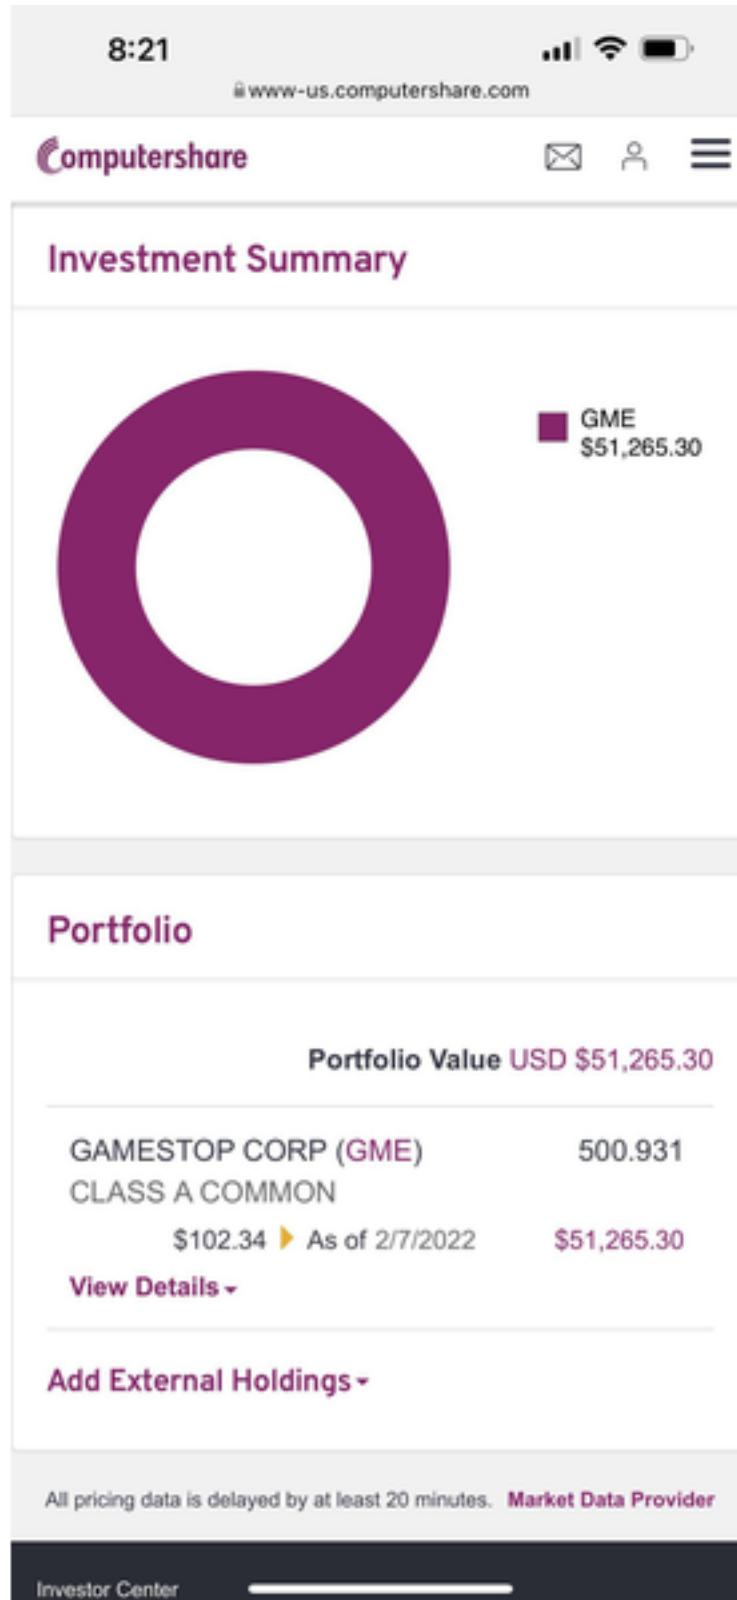 8:21
www-us.computershare.com
Computershare
Investment Summary
GME
$51,265.30
Portfolio
Portfolio Value USD $51,265.30
GAMESTOP CORP (GME) 500.931
CLASS A COMMON
$102.34 As of 2/7/2022 $51,265.30
View Details
Add External Holdings
All pricing data is delayed by at least 20 minutes. Market Data Provider
Investor Center